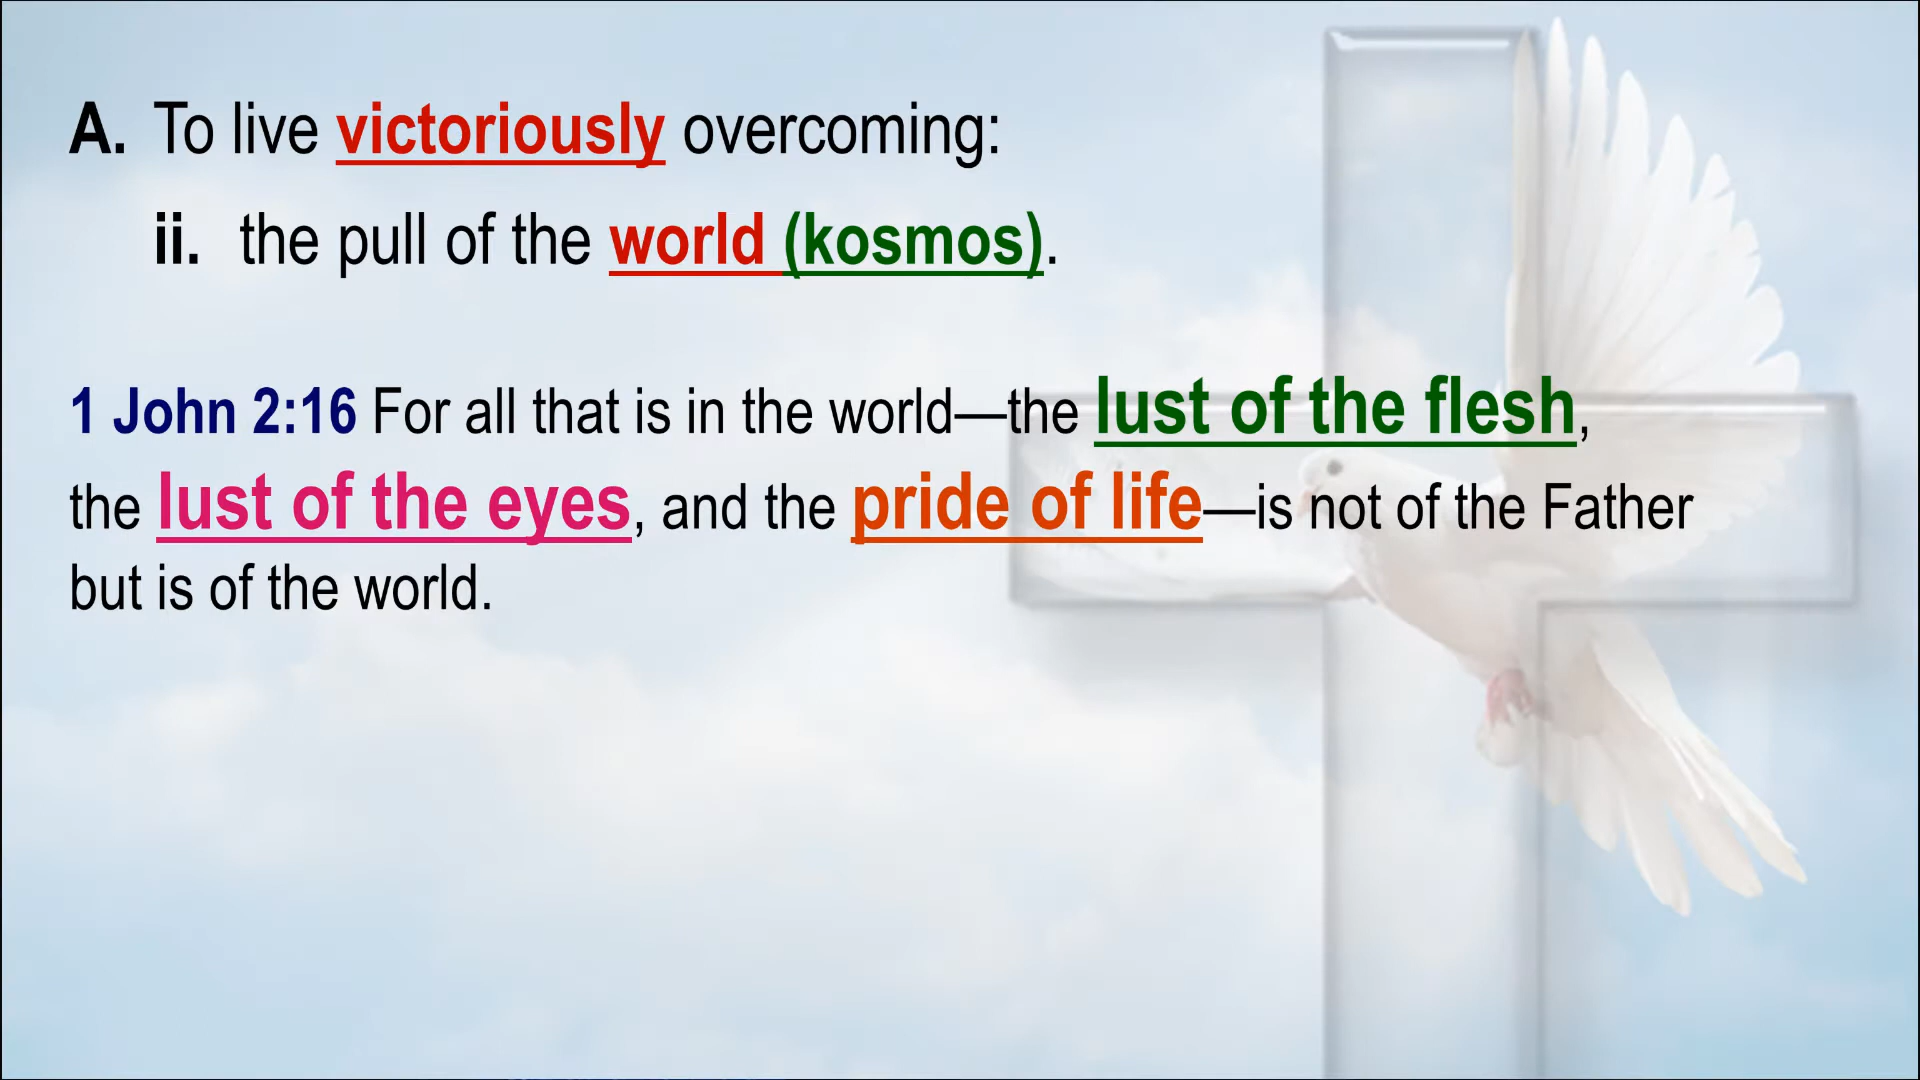 A. To live victoriously overcoming:
ii. the pull of the world (kosmos).
1 John 2:16 For all that is in the world—the lust of the flesh,
the lust of the eyes, and the pride of life—is not of the Father
but is of the world.